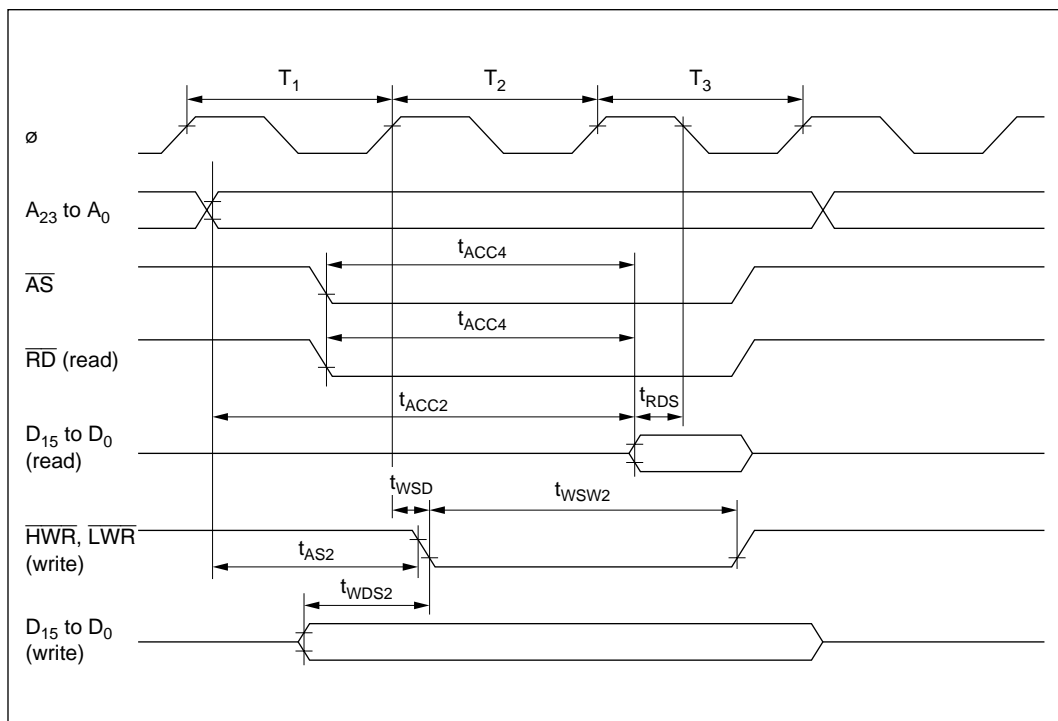 T1 T2 T3
ø
A23 to A0
tACC4
AS
tACC4
RD (read)
tACC2 tRDS
D15 to D0
(read)
tWSD tWSW2
HWR, LWR
(write)
tAS2
tWDS2
D15 to D0
(write)